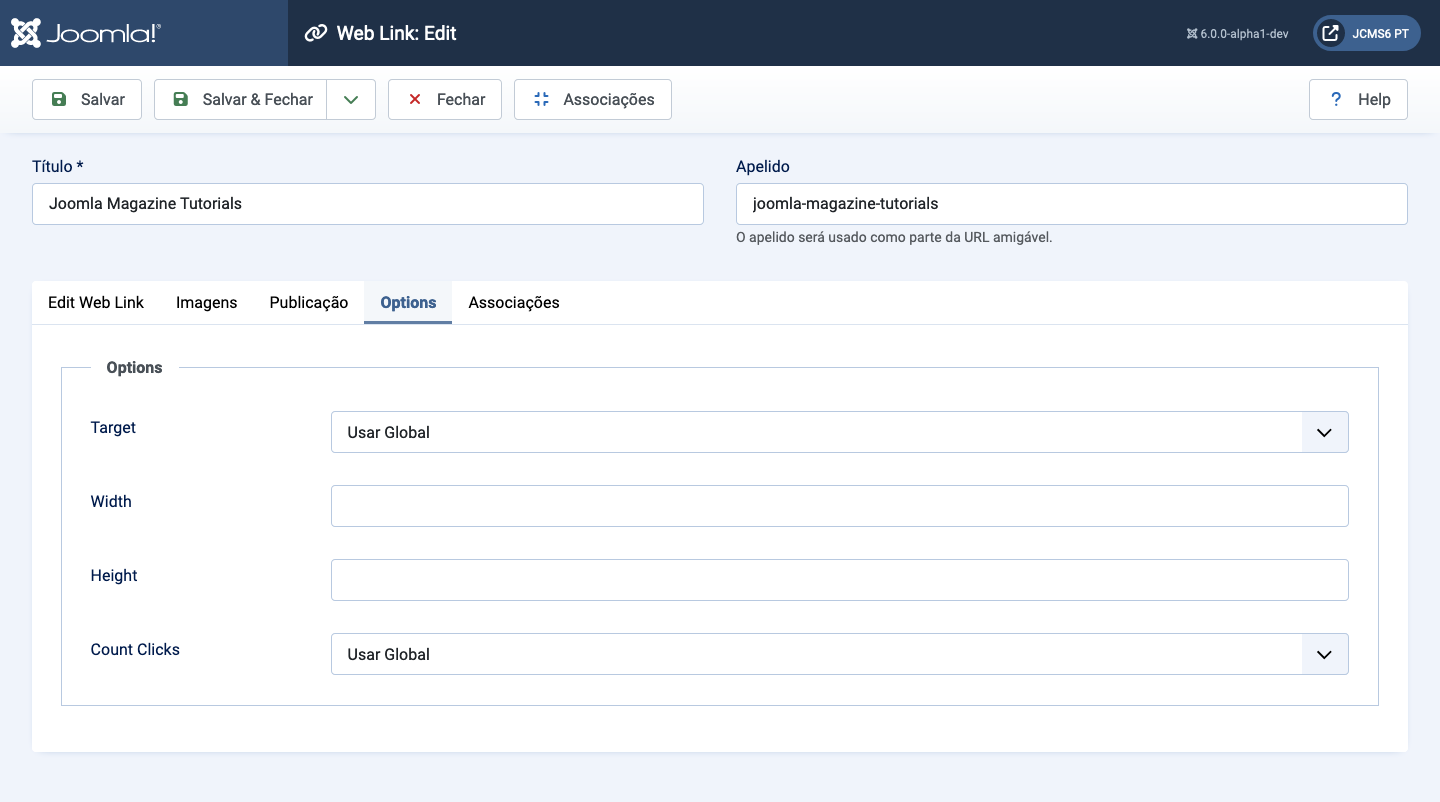 Joomla!®
Web Link: Edit
6.0.0-alpha1-dev
JCMS6 PT
Salvar
Salvar & Fechar
Fechar
Associações
? Help
Título *
Apelido
Joomla Magazine Tutorials
joomla-magazine-tutorials
O apelido será usado como parte da URL amigável.
Edit Web Link
Imagens
Publicação
Options
Associações
Options
Target
Usar Global
Width
Height
Count Clicks
Usar Global